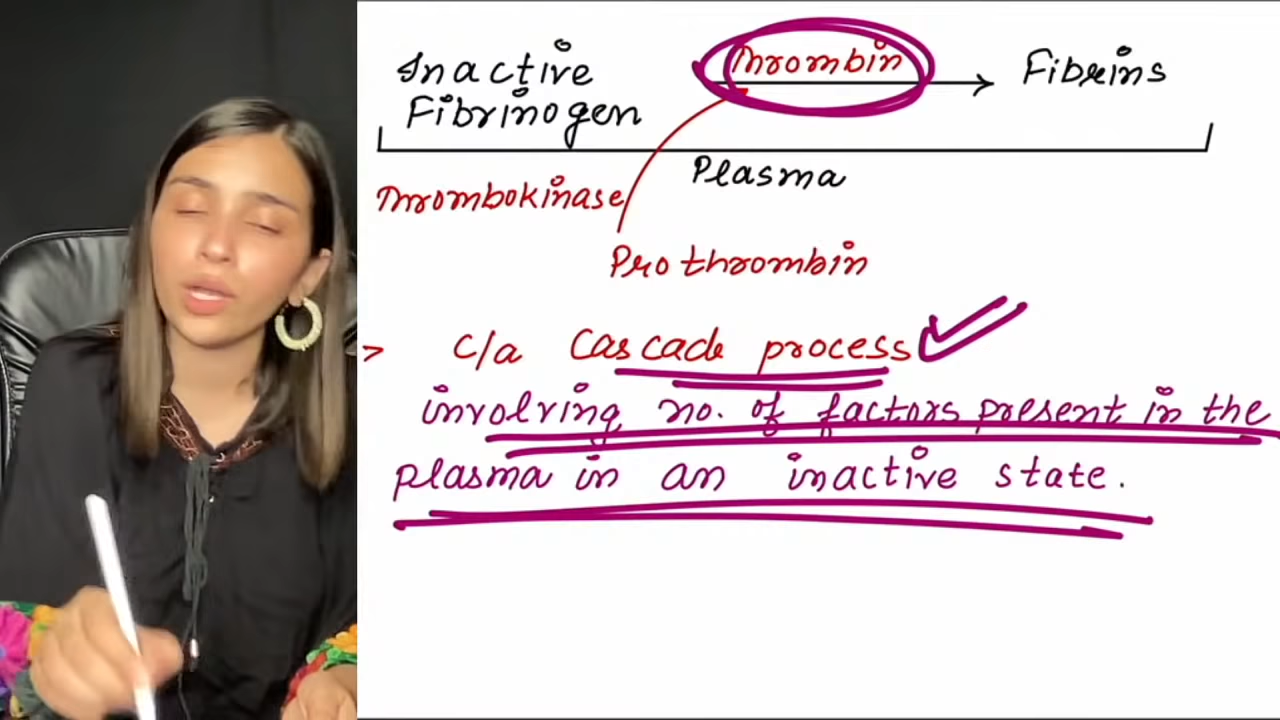 Inactive Thrombin Fibrins
Fibrinogen
Plasma
Thrombokinase
Prothrombin
> c/a Cascade process
involving no. of factors present in the
plasma in an inactive state.